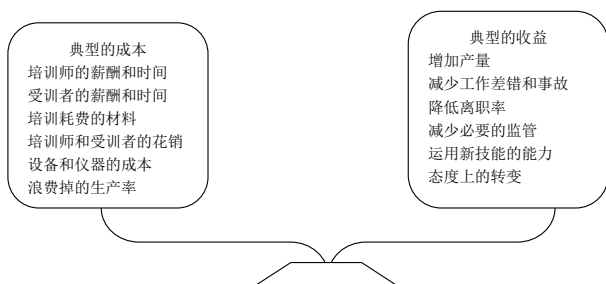 典型的成本
培训师的薪酬和时间
受训者的薪酬和时间
培训耗费的材料
培训师和受训者的花销
设备和仪器的成本
浪费掉的生产率
典型的收益
增加产量
减少工作差错和事故
降低离职率
减少必要的监管
运用新技能的能力
态度上的转变